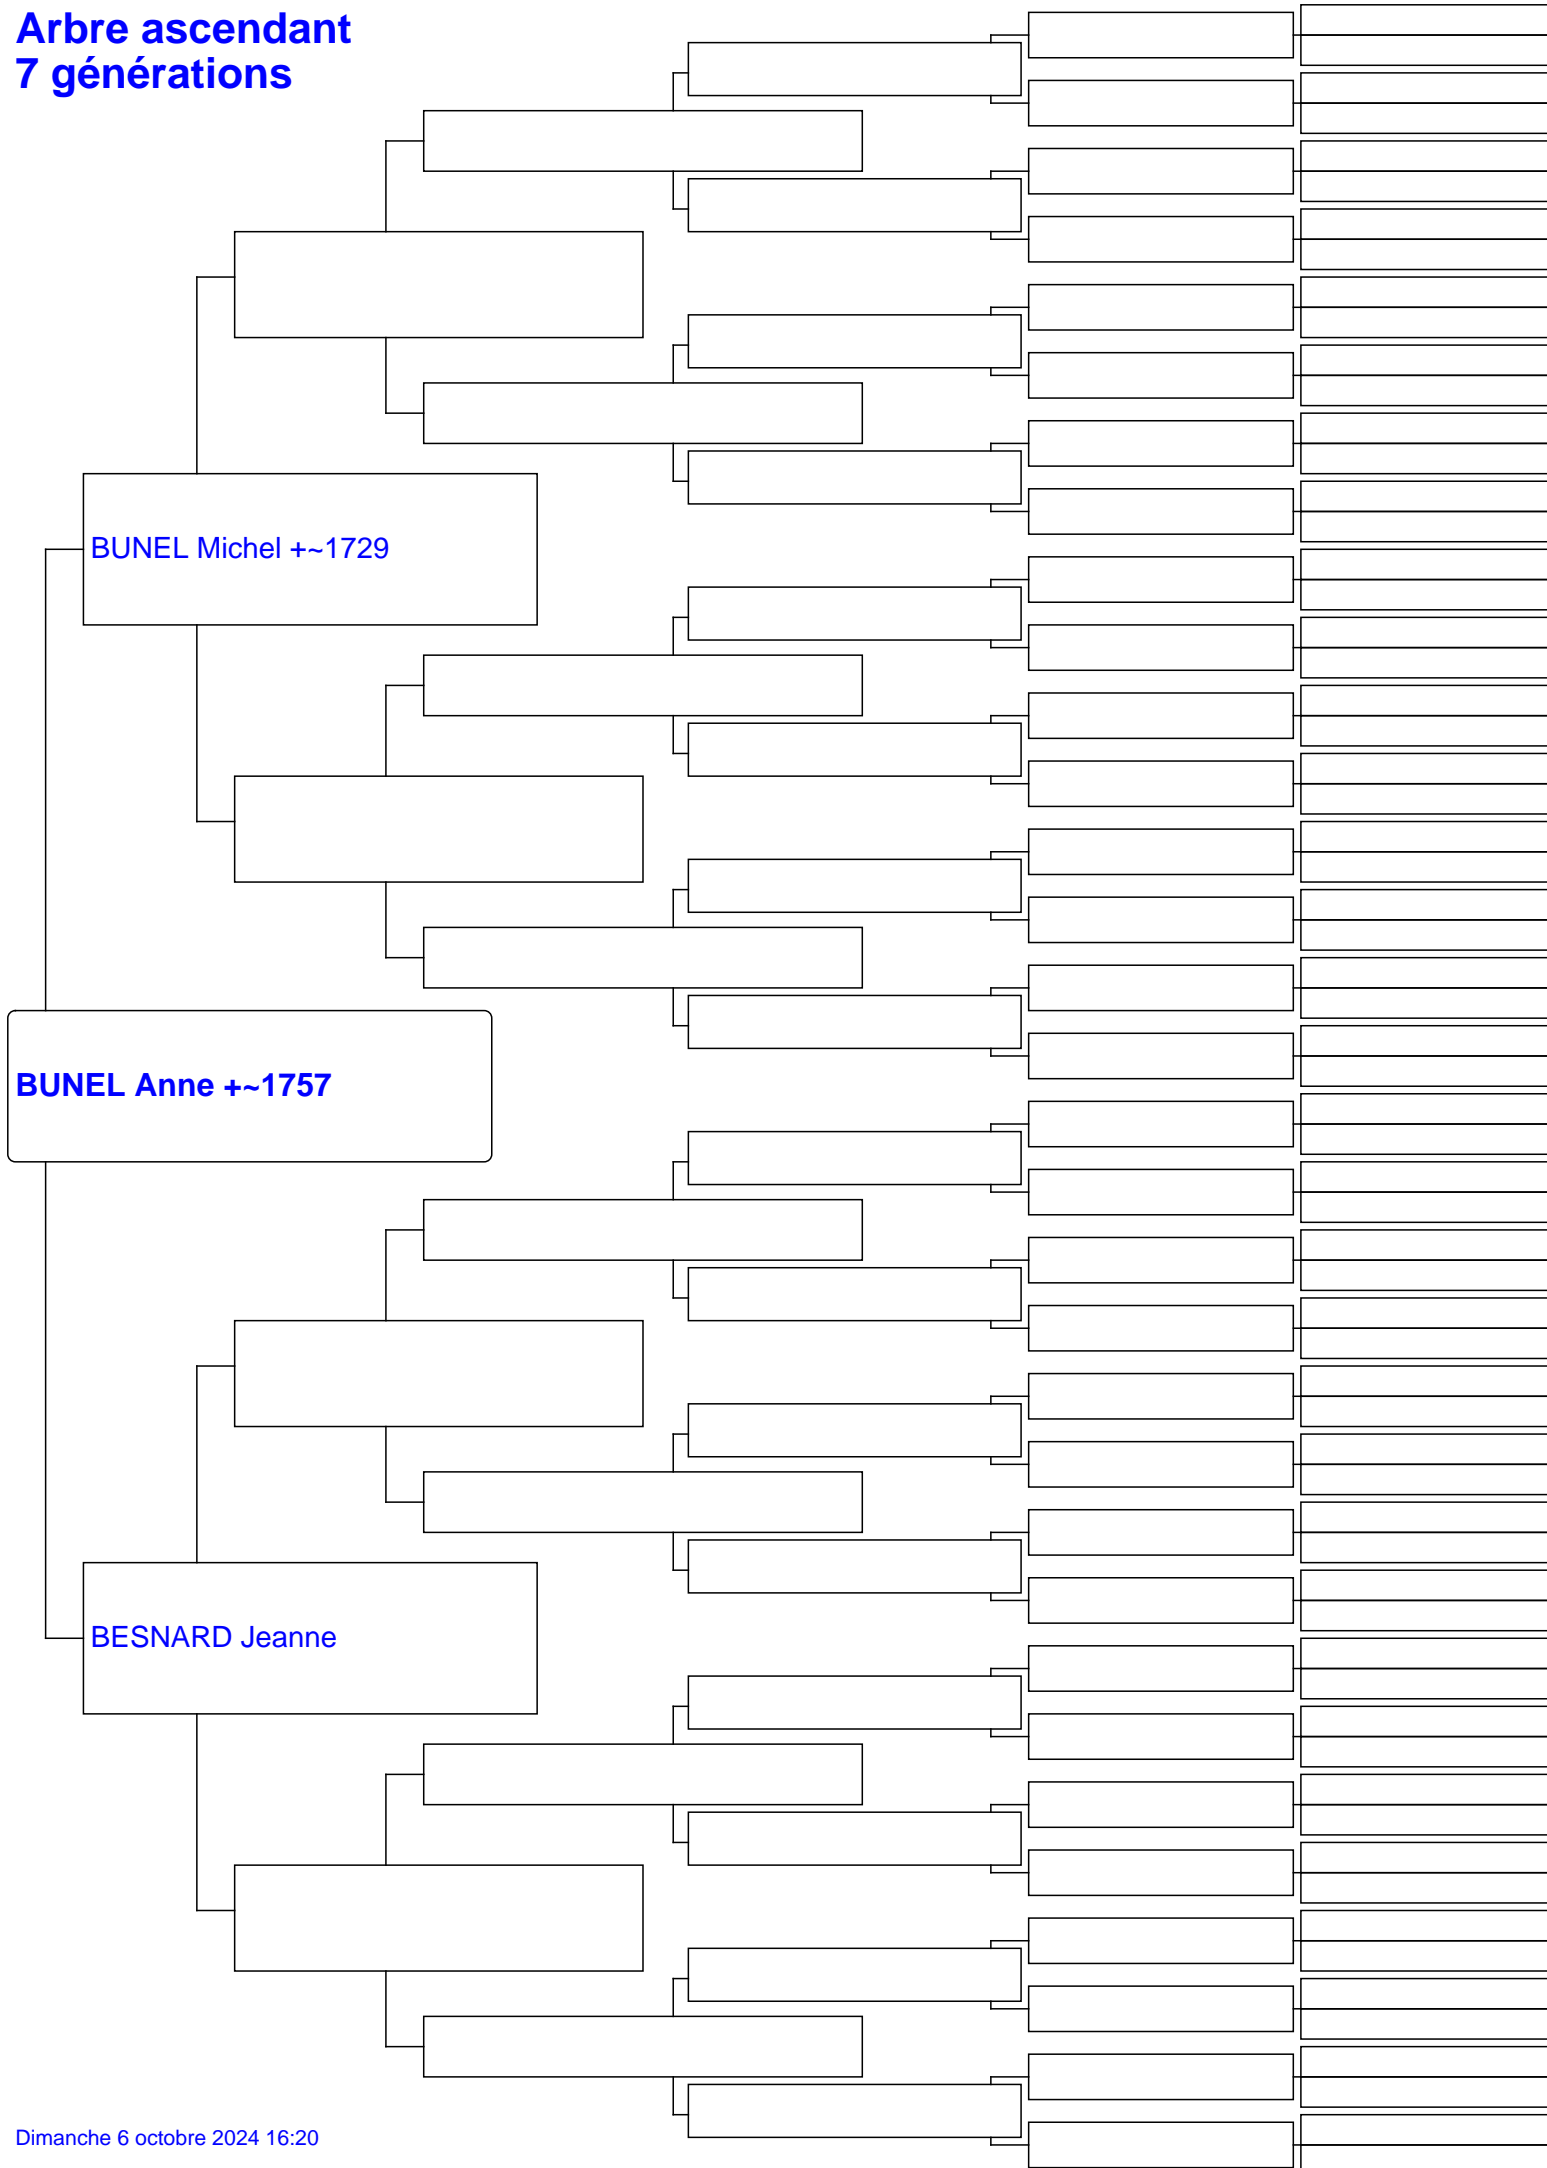 Arbre ascendant
7 générations
BUNEL Michel +~1729
BUNEL Anne +~1757
BESNARD Jeanne
Dimanche 6 octobre 2024 16:20